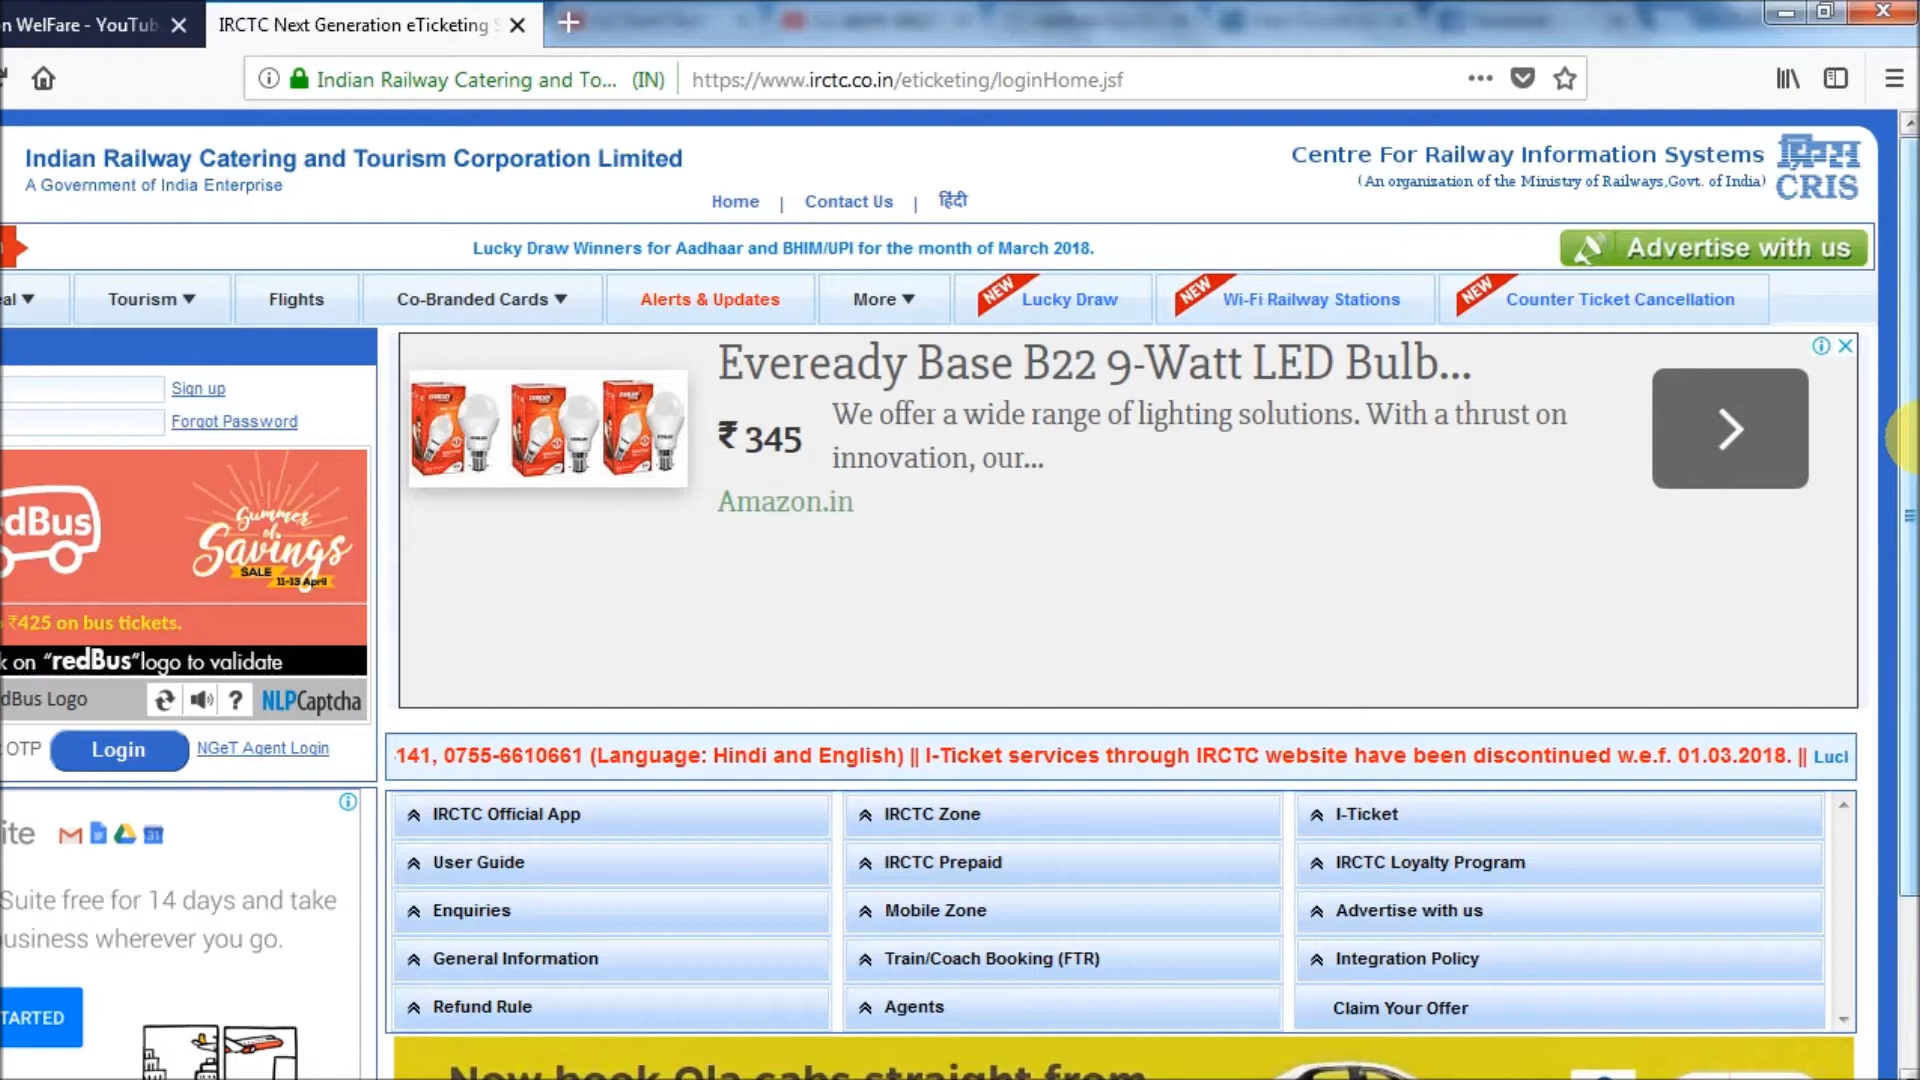 n WelFare - YouTub
IRCTC Next Generation eTicketing S
Indian Railway Catering and To... (IN)
https://www.irctc.co.in/eticketing/loginHome.jsf
Indian Railway Catering and Tourism Corporation Limited
A Government of India Enterprise
Centre For Railway Information Systems
(An organization of the Ministry of Railways,Govt. of India)
CRIS
Home | Contact Us | हिंदी
Lucky Draw Winners for Aadhaar and BHIM/UPI for the month of March 2018.
Advertise with us
al ▼
Tourism ▼
Flights
Co-Branded Cards ▼
Alerts & Updates
More ▼
NEW Lucky Draw
NEW Wi-Fi Railway Stations
NEW Counter Ticket Cancellation
Sign up
Forgot Password
Eveready Base B22 9-Watt LED Bulb...
₹ 345
We offer a wide range of lighting solutions. With a thrust on
innovation, our...
Amazon.in
dBus
Summer
of
Savings
SALE 11-13 April
₹425 on bus tickets.
k on "redBus"logo to validate
dBus Logo
? NLPCaptcha
OTP
Login
NGeT Agent Login
141, 0755-6610661 (Language: Hindi and English) || I-Ticket services through IRCTC website have been discontinued w.e.f. 01.03.2018. || Lucl
IRCTC Official App
IRCTC Zone
I-Ticket
User Guide
IRCTC Prepaid
IRCTC Loyalty Program
Enquiries
Mobile Zone
Advertise with us
General Information
Train/Coach Booking (FTR)
Integration Policy
Refund Rule
Agents
Claim Your Offer
ite
31
Suite free for 14 days and take
usiness wherever you go.
TARTED
Now book Ola cabs straight from